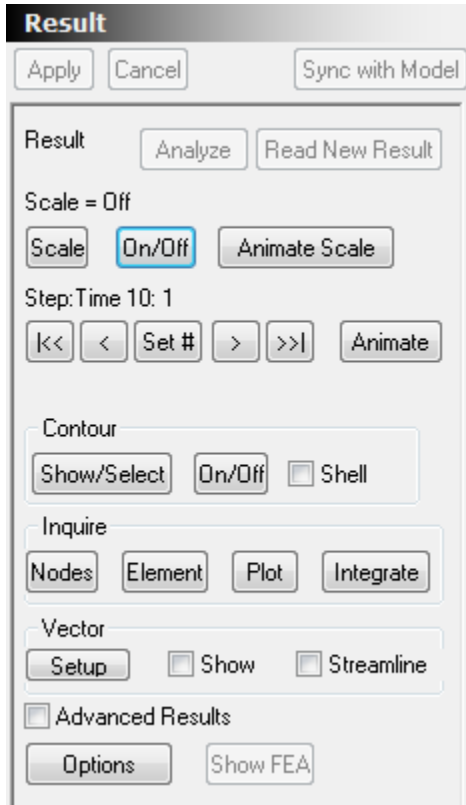 Result
Apply Cancel Sync with Model
Result Analyze Read New Result
Scale = Off
Scale On/Off Animate Scale
Step:Time 10: 1
|<< < Set # > >>| Animate
Contour
Show/Select On/Off Shell
Inquire
Nodes Element Plot Integrate
Vector
Setup Show Streamline
Advanced Results
Options Show FEA